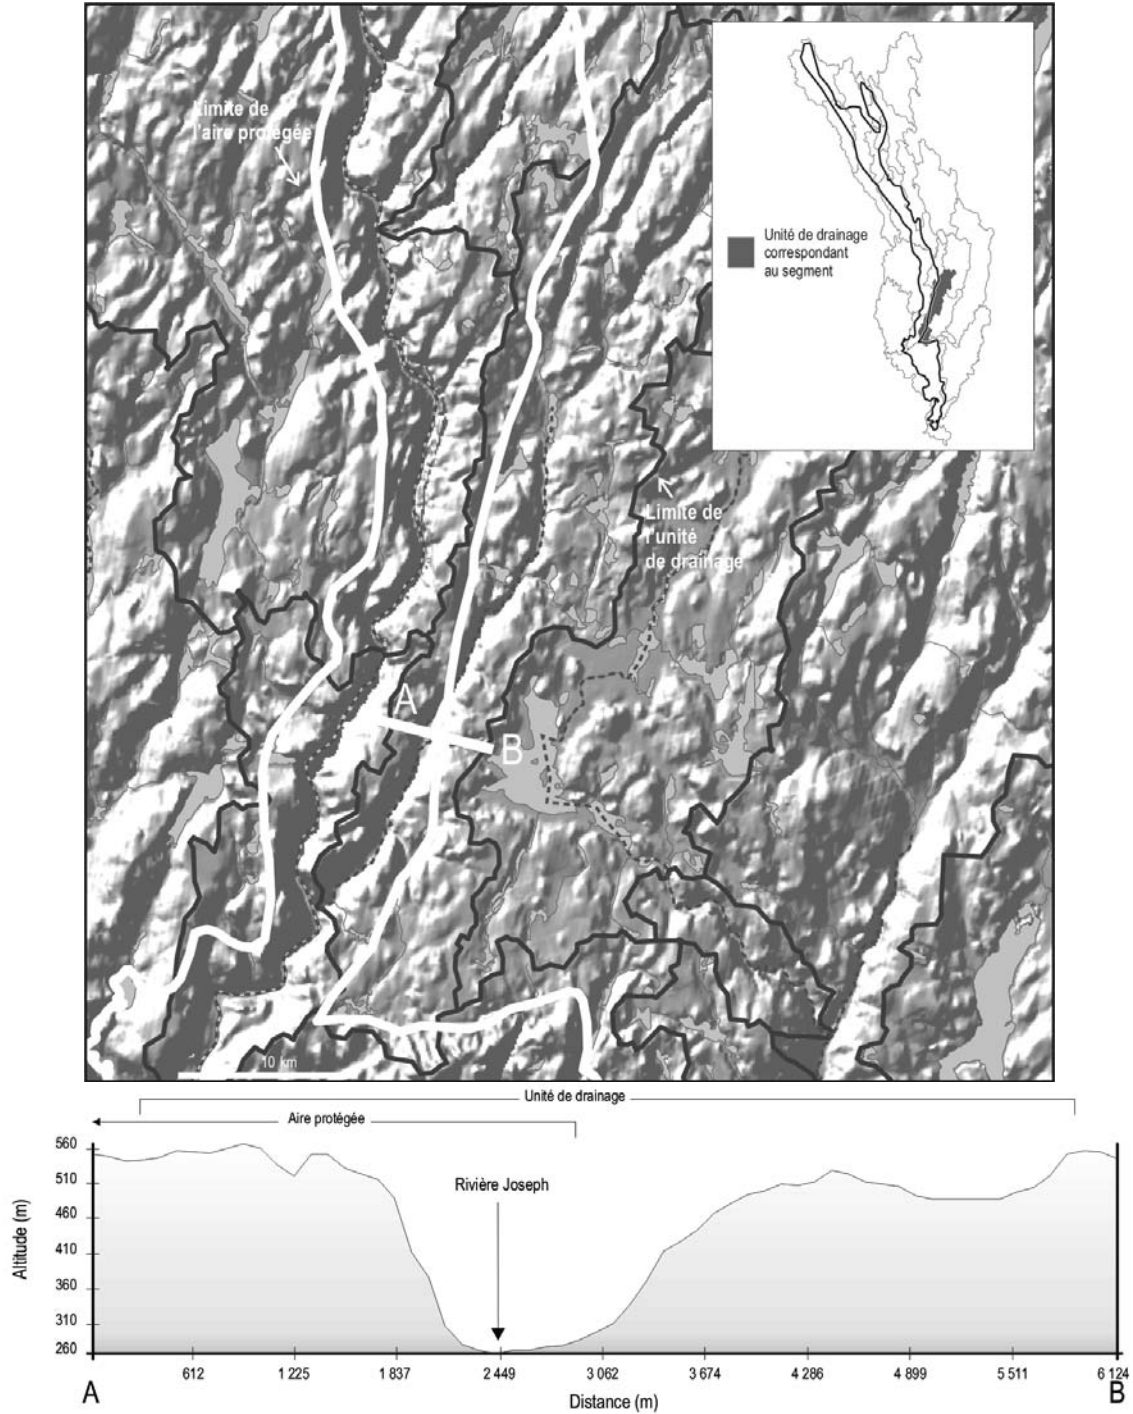 Limite de
l'aire protégée
Unité de drainage
correspondant
au segment
Limite de
l'unité
de drainage
A
B
10 km
Unité de drainage
Aire protégée
560
510
460
410
360
310
260
Altitude (m)
Rivière Joseph
612
1 225
1 837
2 449
3 062
3 674
4 286
4 899
5 511
6 124
A
B
Distance (m)